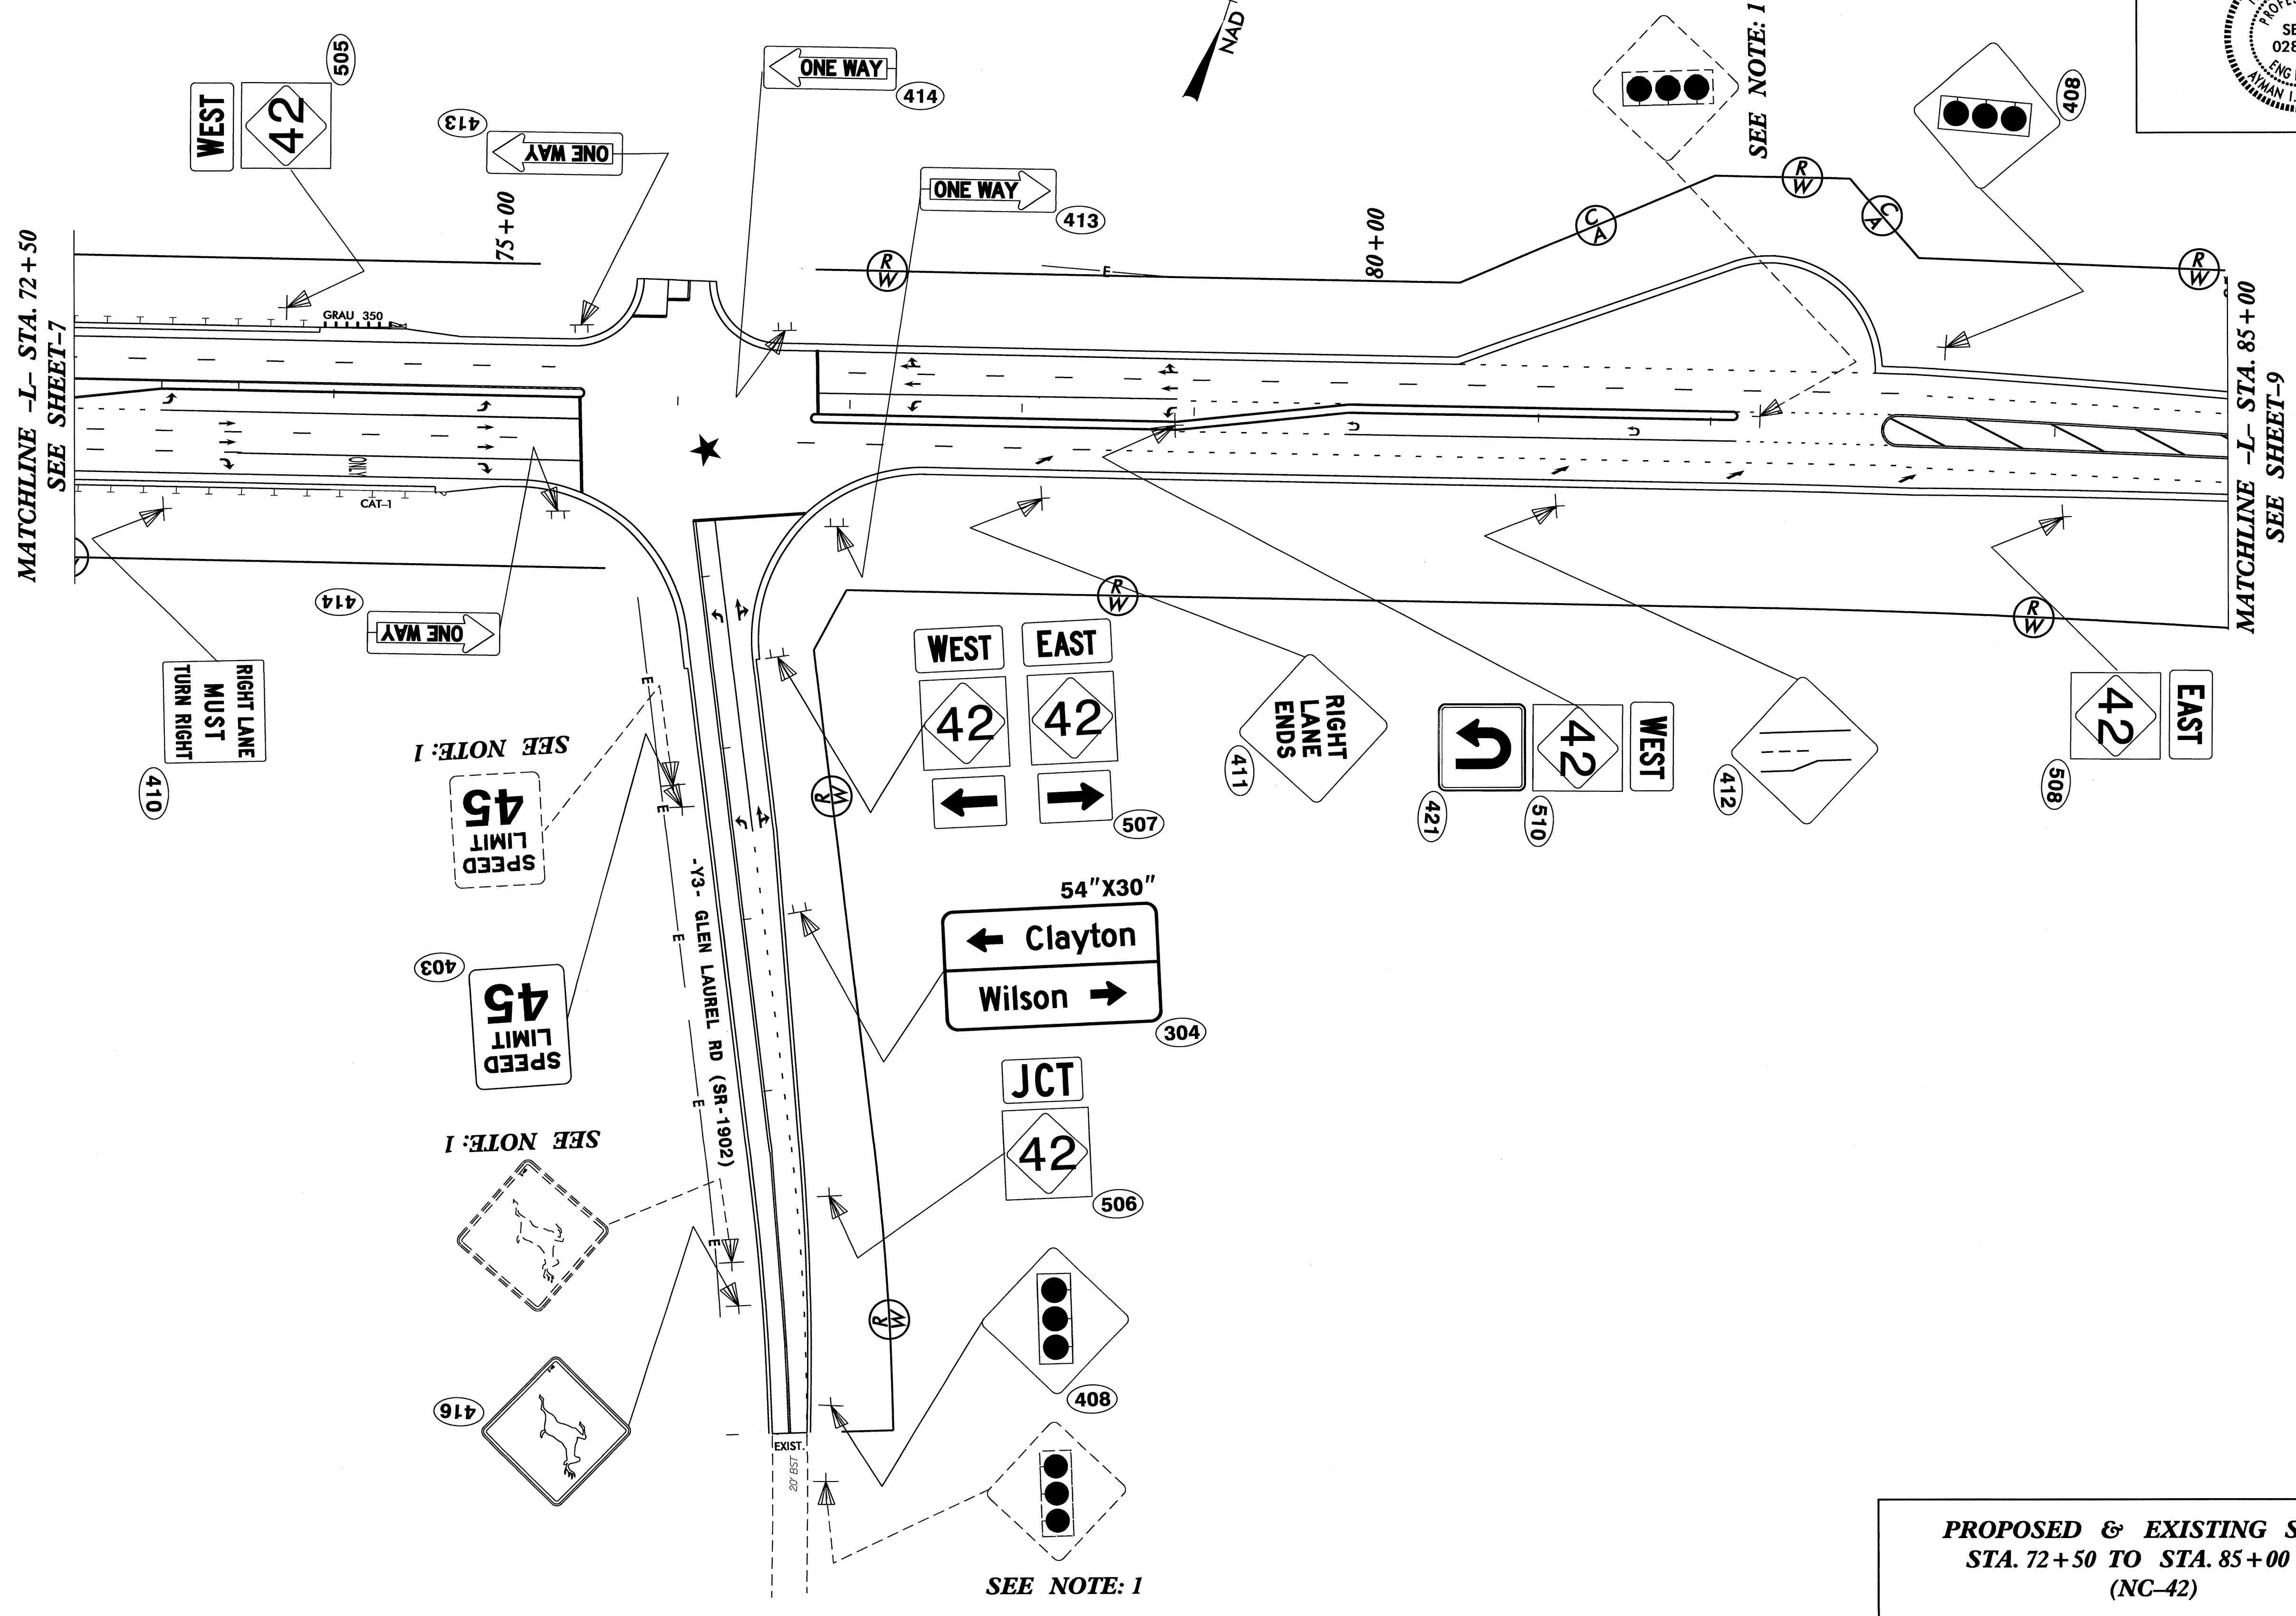 NAD
PROFES
SE
028
ENG
AYMAN I.
SEE NOTE: 1
408
505
WEST
42
413
ONE WAY
ONE WAY
414
ONE WAY
413
75+00
80+00
R
W
C
A
R
W
C
A
R
W
E
MATCHLINE -L- STA. 72+50
SEE SHEET-7
GRAU 350
ONLY
CAT-1
MATCHLINE -L- STA. 85+00
SEE SHEET-9
414
ONE WAY
R
W
R
W
RIGHT LANE
MUST
TURN RIGHT
410
SEE NOTE: 1
SPEED
LIMIT
45
WEST
42
EAST
42
507
RIGHT
LANE
ENDS
411
421
WEST
42
510
412
EAST
42
508
R
W
E
E
E
E
E
-Y3- GLEN LAUREL RD (SR-1902)
54"X30"
Clayton
Wilson
304
403
SPEED
LIMIT
45
JCT
42
506
SEE NOTE: 1
R
W
408
416
EXIST.
20' BST
SEE NOTE: 1
PROPOSED & EXISTING S
STA. 72+50 TO STA. 85+00
(NC-42)